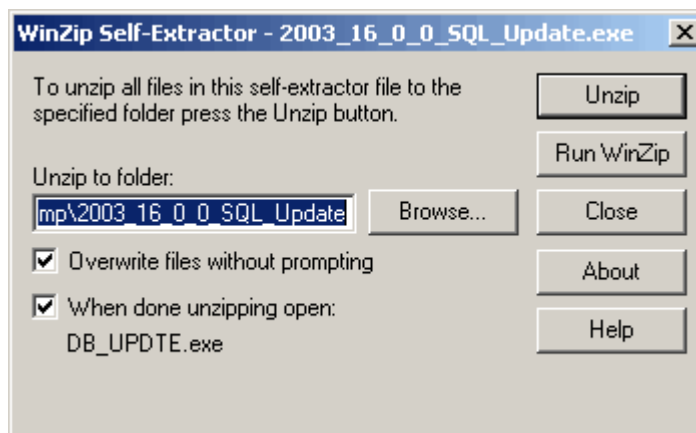 WinZip Self-Extractor - 2003_16_0_0_SQL_Update.exe
To unzip all files in this self-extractor file to the
specified folder press the Unzip button.
Unzip
Run WinZip
Unzip to folder:
mp\2003_16_0_0_SQL_Update
Browse...
Close
Overwrite files without prompting
About
When done unzipping open:
DB_UPDTE.exe
Help